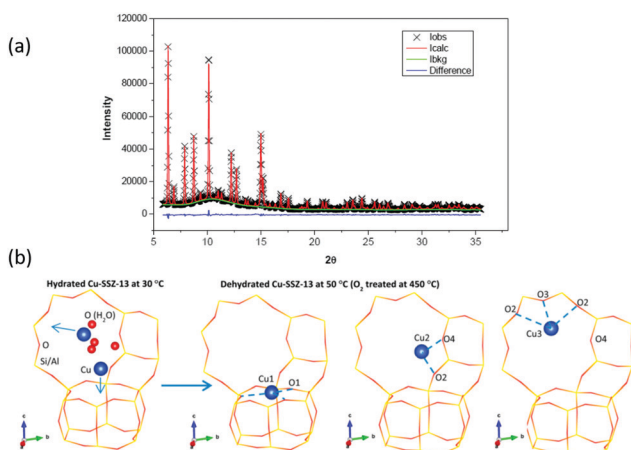 (a)
120000
100000
80000
60000
40000
20000
0
Intensity
5 10 15 20 25 30 35
2θ
Iobs
Icalc
Ibkg
Difference
(b)
Hydrated Cu-SSZ-13 at 30 °C
Dehydrated Cu-SSZ-13 at 50 °C (O2 treated at 450°C)
O (H2O)
O
Si/Al
Cu
c
b
Cu1
O1
c
b
Cu2
O4
O2
c
b
O3
O2
O2
Cu3
O4
c
b